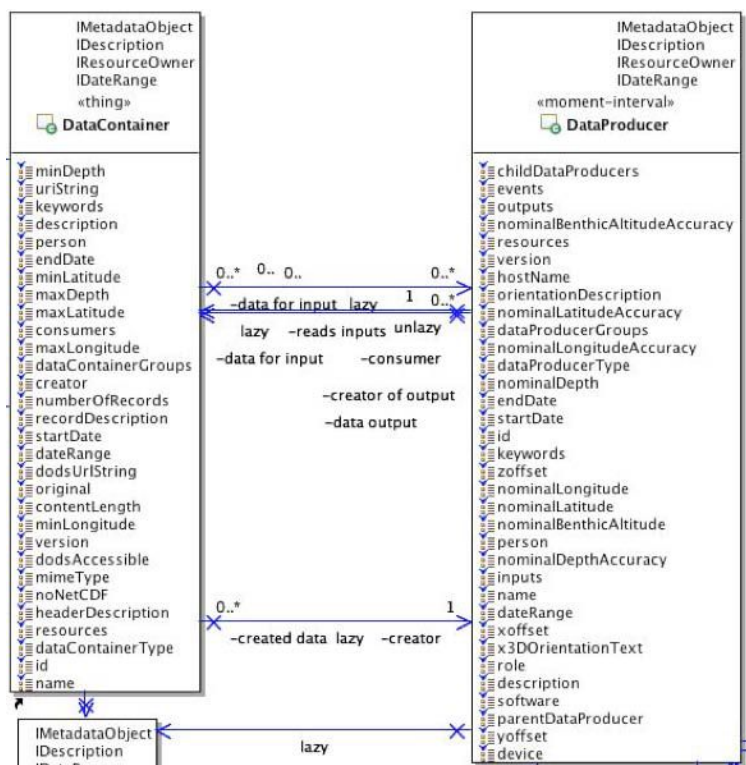 IMetadataObject
IDescription
IResourceOwner
IDateRange
«thing»
DataContainer
minDepth
uriString
keywords
description
person
endDate
minLatitude
maxDepth
maxLatitude
consumers
maxLongitude
dataContainerGroups
creator
numberOfRecords
recordDescription
startDate
dateRange
dodsUrlString
original
contentLength
minLongitude
version
dodsAccessible
mimeType
noNetCDF
headerDescription
resources
dataContainerType
id
name
0..* 0.. 0.. 0..*
-data for input lazy 1 0..*
lazy -reads inputs unlazy
-data for input -consumer
-creator of output
-data output
0..* 1
-created data lazy -creator
lazy
IMetadataObject
IDescription
IResourceOwner
IDateRange
«moment-interval»
DataProducer
childDataProducers
events
outputs
nominalBenthicAltitudeAccuracy
resources
version
hostName
orientationDescription
nominalLatitudeAccuracy
dataProducerGroups
nominalLongitudeAccuracy
dataProducerType
nominalDepth
endDate
startDate
id
keywords
zoffset
nominalLongitude
nominalLatitude
nominalBenthicAltitude
person
nominalDepthAccuracy
inputs
name
dateRange
xoffset
x3DOrientationText
role
description
software
parentDataProducer
yoffset
device
IMetadataObject
IDescription